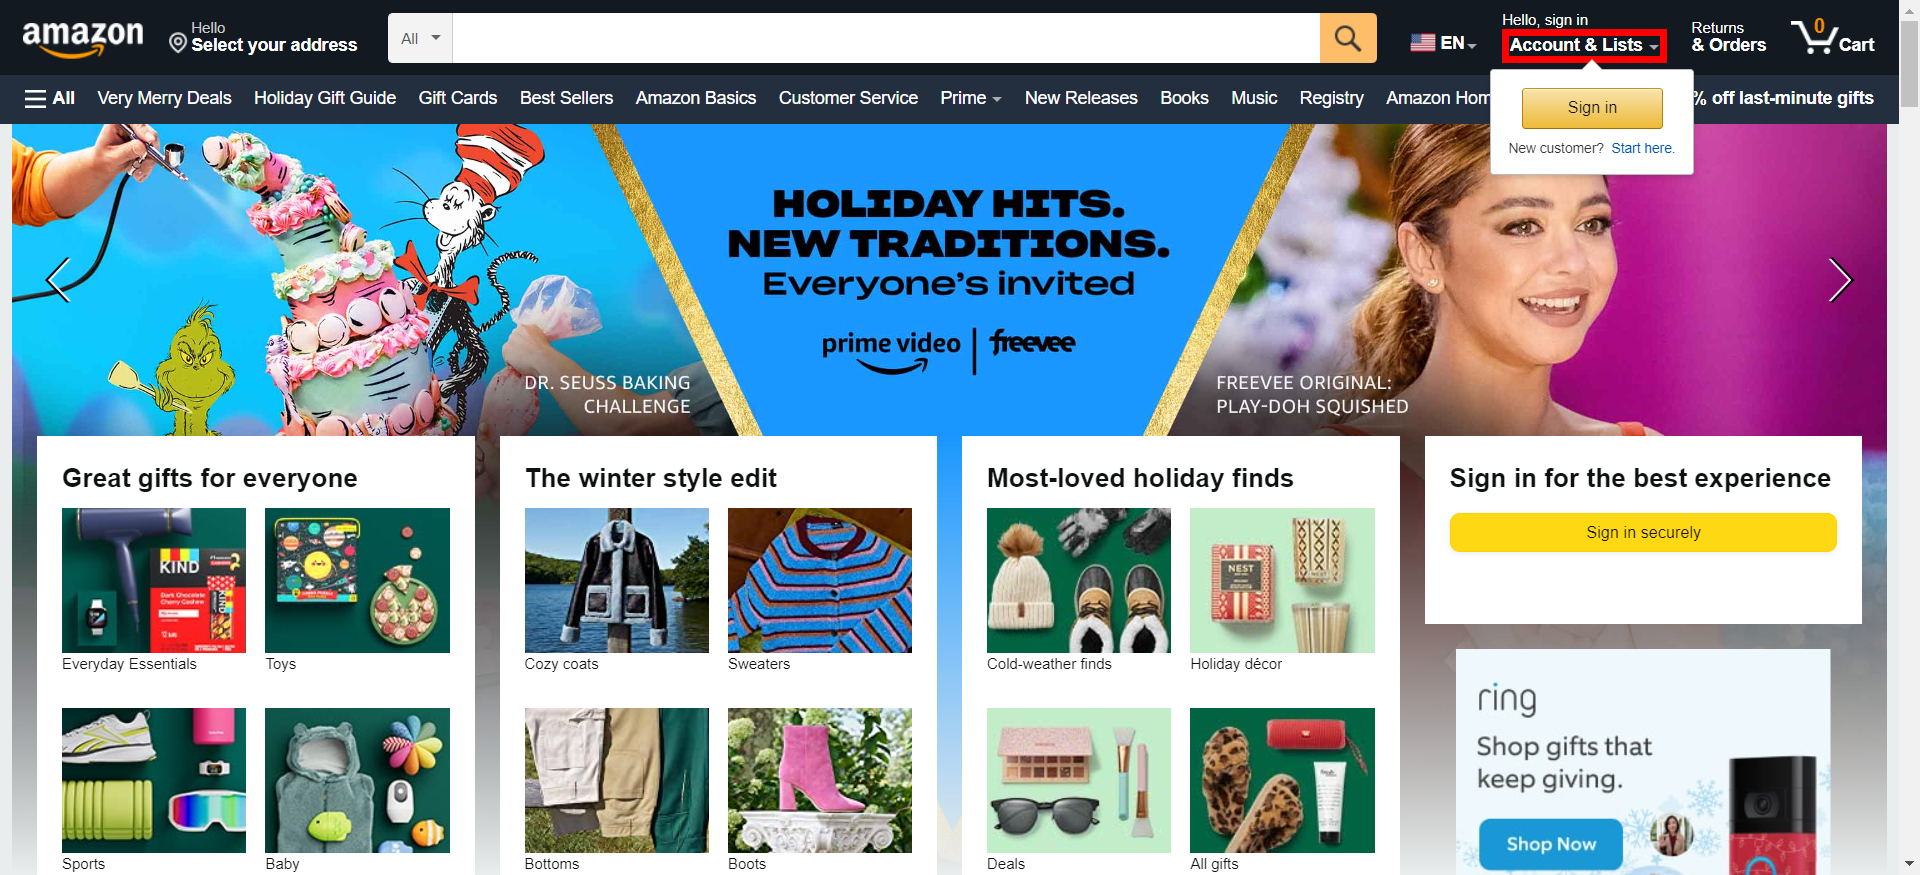 amazon
Hello
Select your address
All
EN
Hello, sign in
Account & Lists
Returns
& Orders
0
Cart
All
Very Merry Deals
Holiday Gift Guide
Gift Cards
Best Sellers
Amazon Basics
Customer Service
Prime
New Releases
Books
Music
Registry
Amazon Hom
% off last-minute gifts
Sign in
New customer? Start here.
HOLIDAY HITS.
NEW TRADITIONS.
Everyone's invited
prime video | freevee
DR. SEUSS BAKING
CHALLENGE
FREEVEE ORIGINAL:
PLAY-DOH SQUISHED
Great gifts for everyone
KIND
Dark Chocolate
Cherry Cashew
Everyday Essentials
Toys
Sports
Baby
The winter style edit
Cozy coats
Sweaters
Bottoms
Boots
Most-loved holiday finds
NEST
Cold-weather finds
Holiday décor
Deals
All gifts
Sign in for the best experience
Sign in securely
ring
Shop gifts that
keep giving.
Shop Now